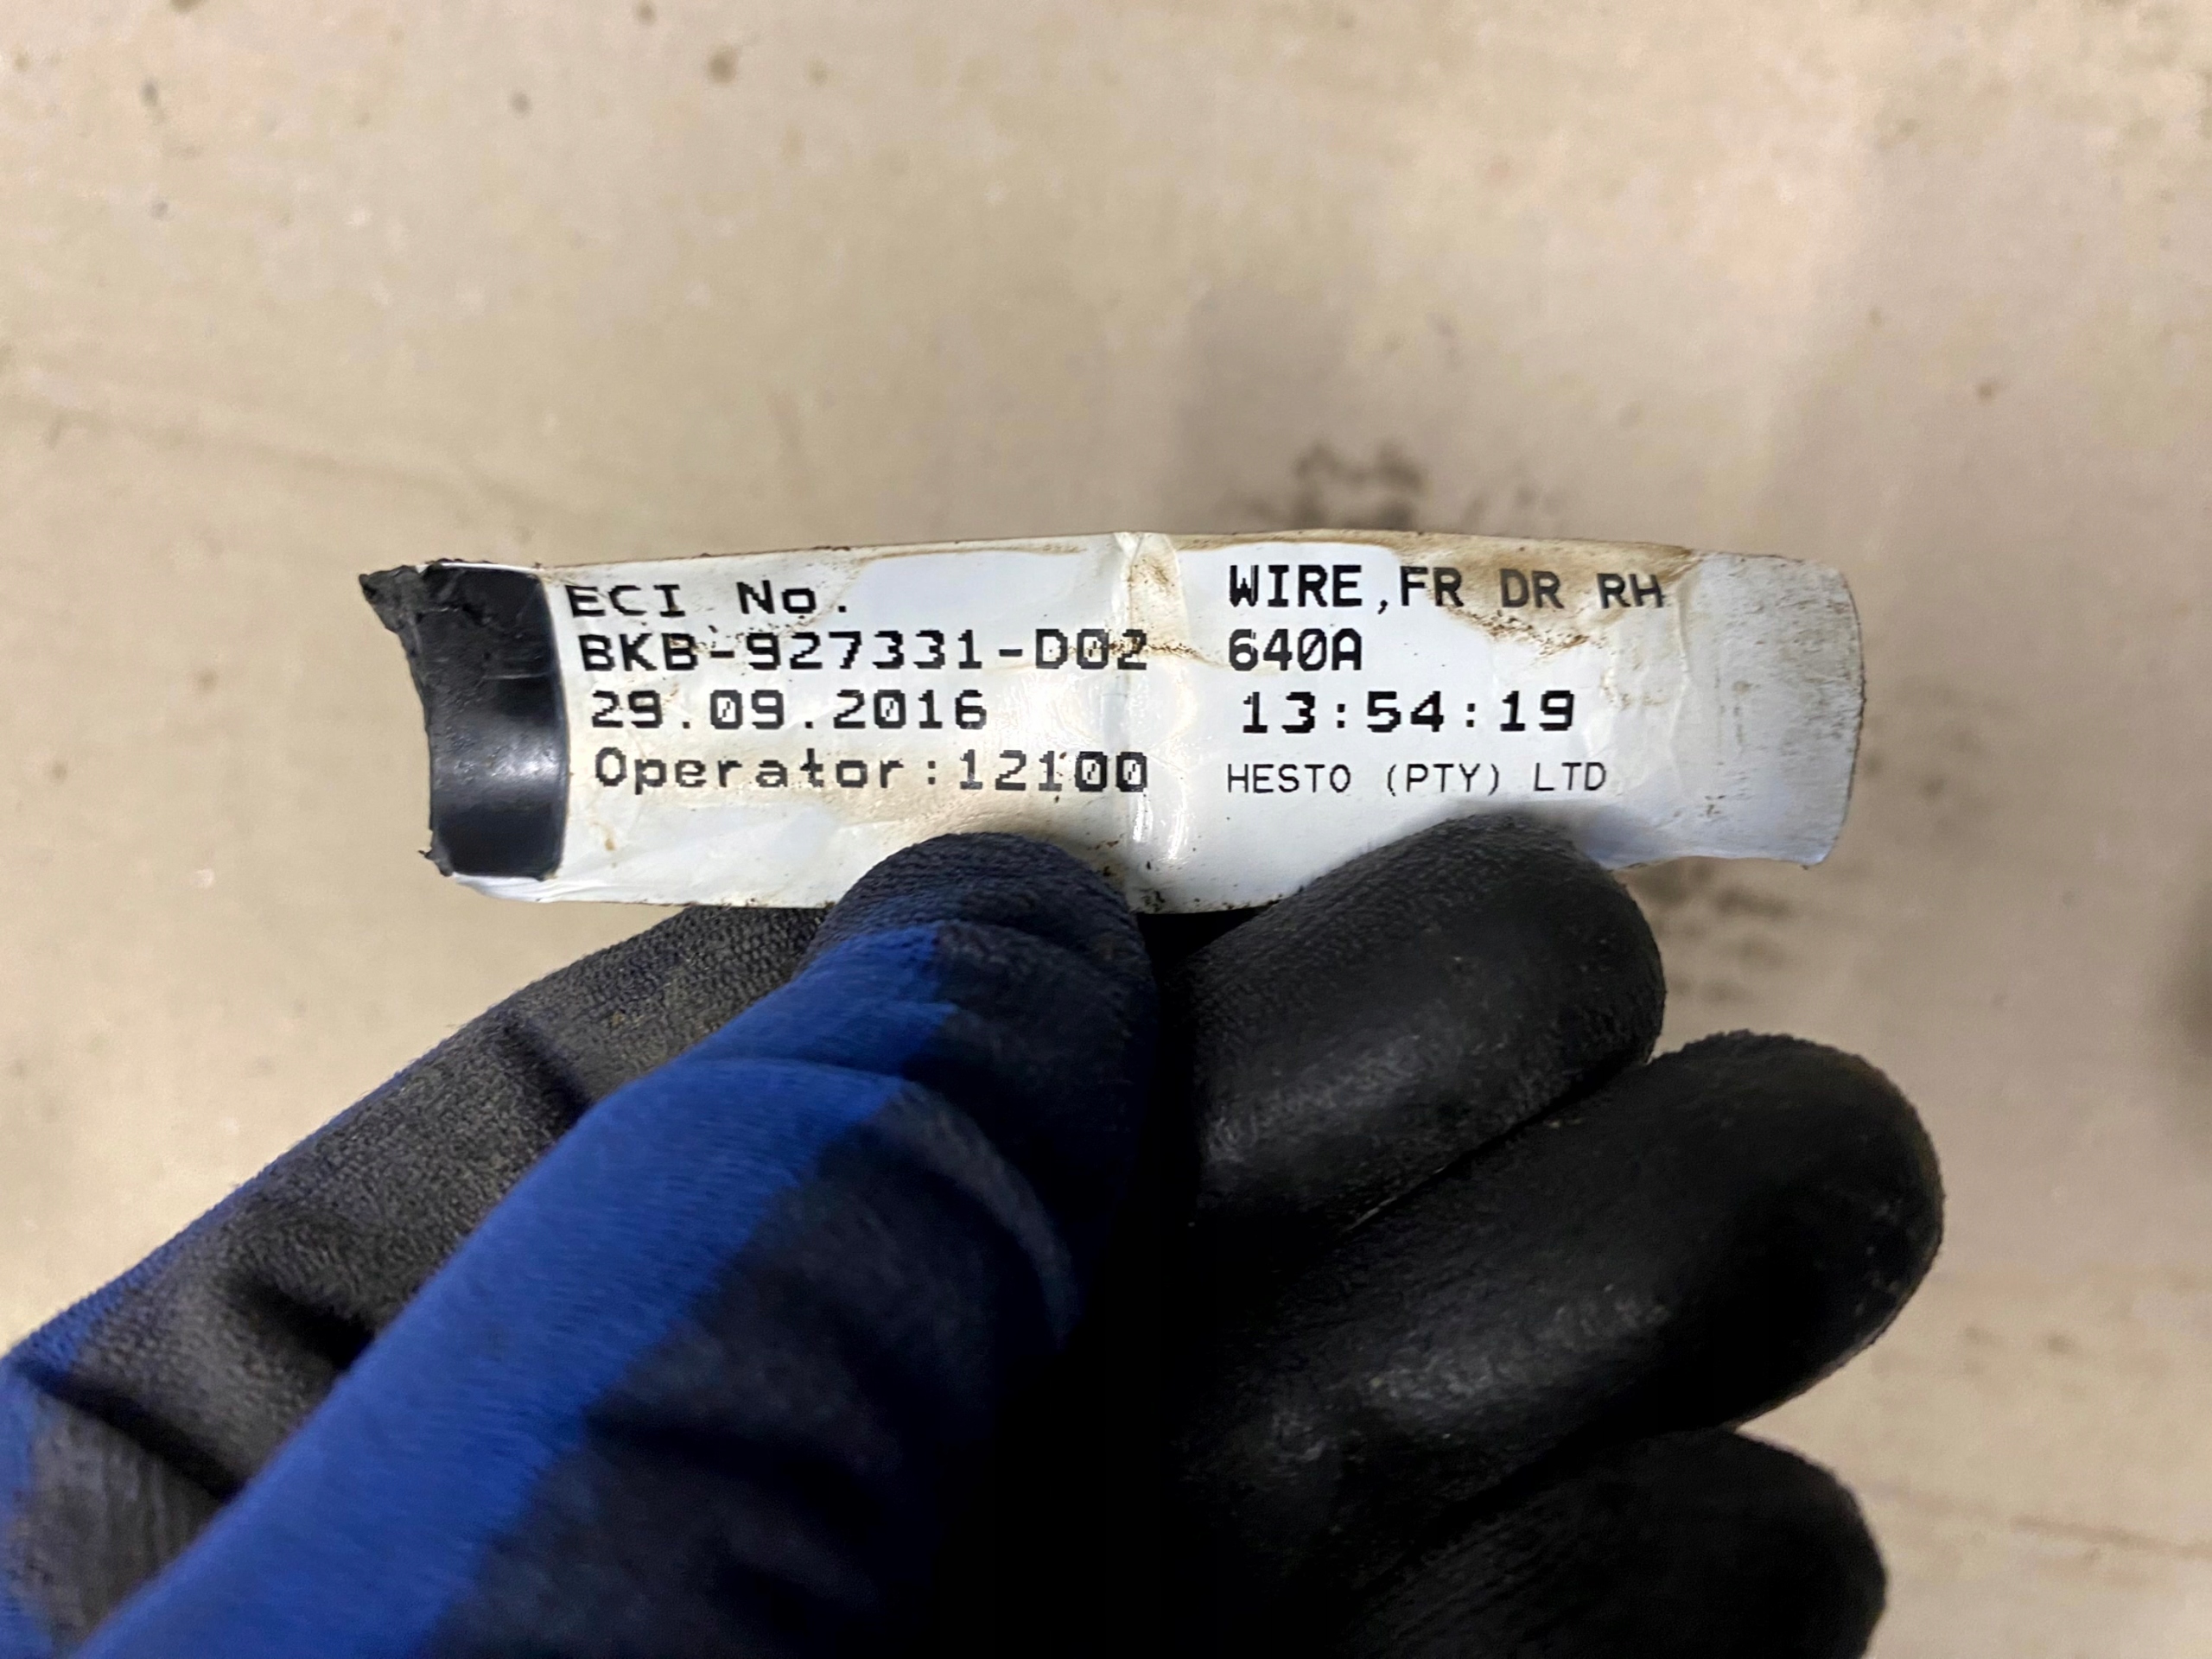 ECI No. WIRE,FR DR RH
BKB-927331-D02 640A
29.09.2016 13:54:19
Operator:12100 HESTO (PTY) LTD